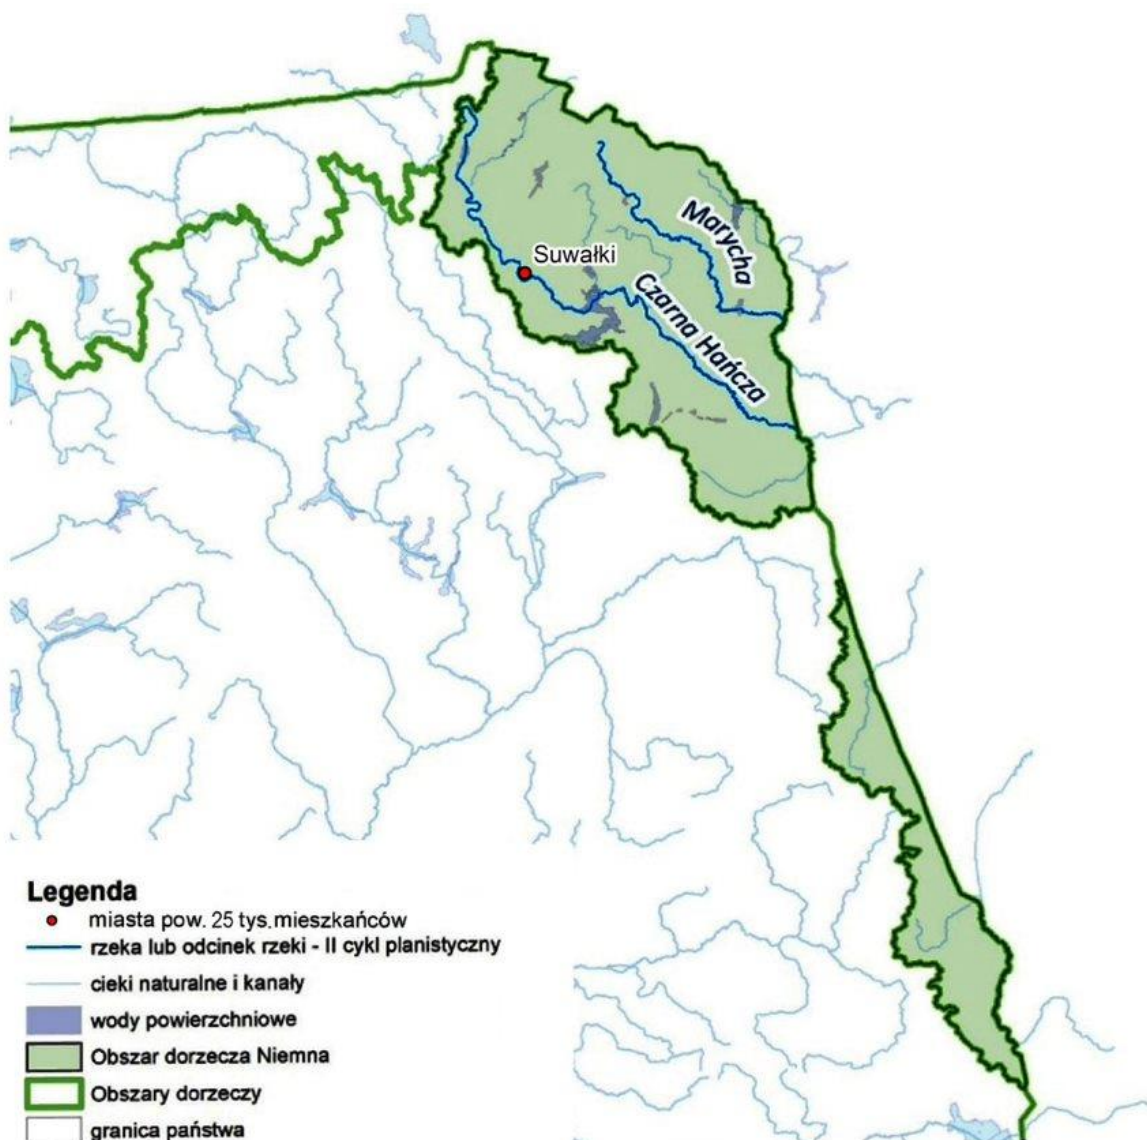 Suwałki
Marycha
Czarna Hańcza
Legenda
miasta pow. 25 tys.mieszkańców
rzeka lub odcinek rzeki - II cykl planistyczny
cieki naturalne i kanały
wody powierzchniowe
Obszar dorzecza Niemna
Obszary dorzeczy
granica państwa